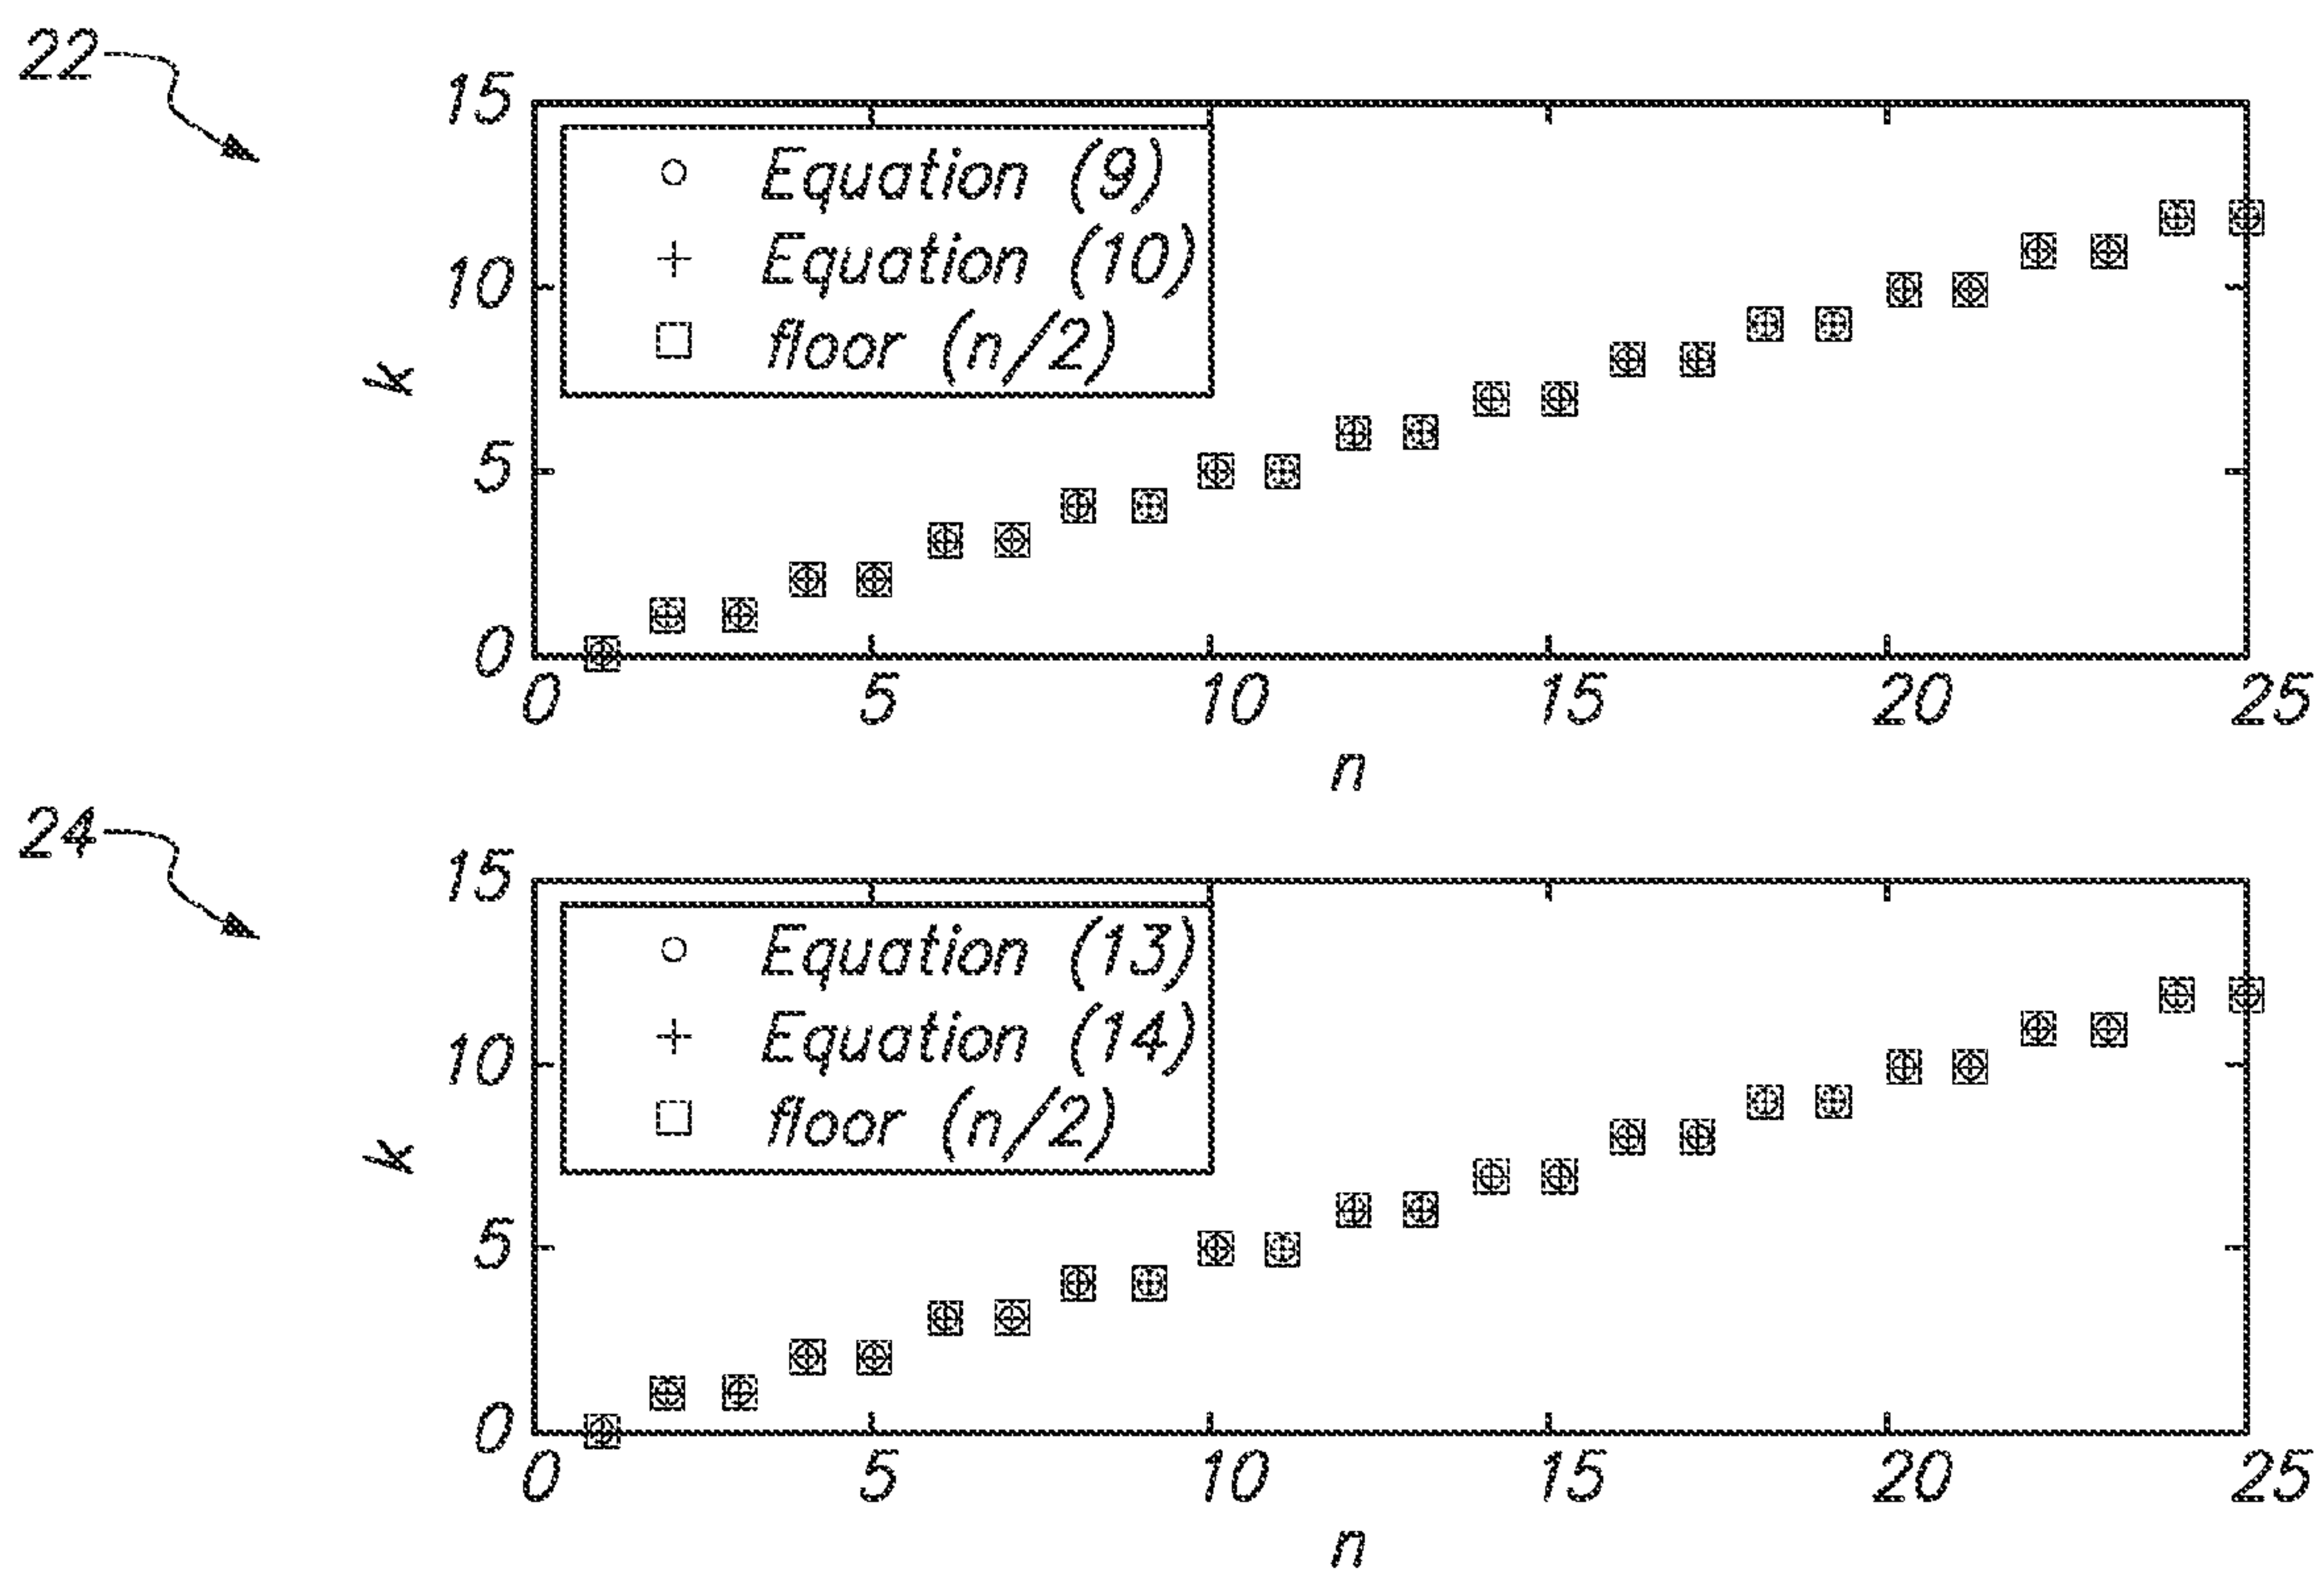 22
15
Equation (9)
Equation (10)
10
floor (n/2)
k
5
0
0 5 10 15 20 25
n
24
15
Equation (13)
Equation (14)
10
floor (n/2)
k
5
0
0 5 10 15 20 25
n